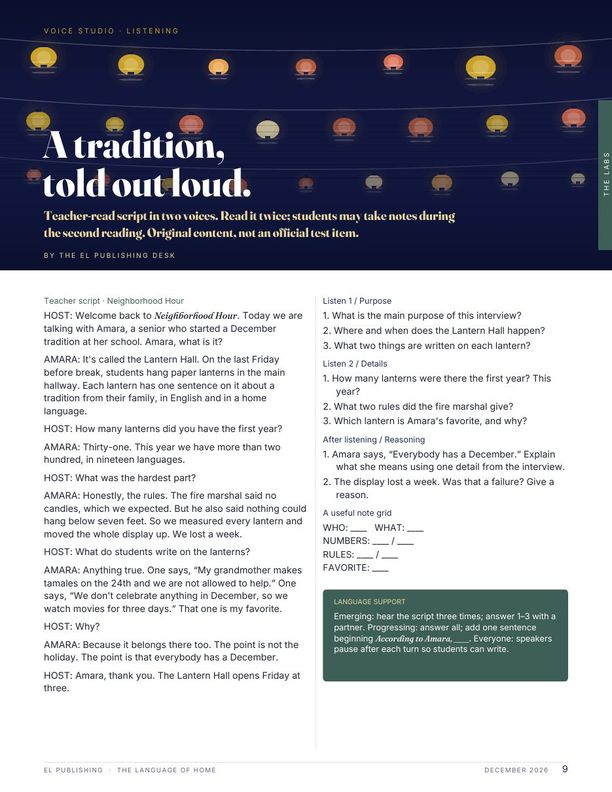 VOICE STUDIO · LISTENING
THE LABS
A tradition,
told out loud.
Teacher-read script in two voices. Read it twice; students may take notes during
the second reading. Original content, not an official test item.
BY THE EL PUBLISHING DESK
Teacher script · Neighborhood Hour
HOST: Welcome back to Neighborhood Hour. Today we are
talking with Amara, a senior who started a December
tradition at her school. Amara, what is it?
AMARA: It's called the Lantern Hall. On the last Friday
before break, students hang paper lanterns in the main
hallway. Each lantern has one sentence on it about a
tradition from their family, in English and in a home
language.
HOST: How many lanterns did you have the first year?
AMARA: Thirty-one. This year we have more than two
hundred, in nineteen languages.
HOST: What was the hardest part?
AMARA: Honestly, the rules. The fire marshal said no
candles, which we expected. But he also said nothing could
hang below seven feet. So we measured every lantern and
moved the whole display up. We lost a week.
HOST: What do students write on the lanterns?
AMARA: Anything true. One says, “My grandmother makes
tamales on the 24th and we are not allowed to help.” One
says, “We don't celebrate anything in December, so we
watch movies for three days.” That one is my favorite.
HOST: Why?
AMARA: Because it belongs there too. The point is not the
holiday. The point is that everybody has a December.
HOST: Amara, thank you. The Lantern Hall opens Friday at
three.
Listen 1 / Purpose
1. What is the main purpose of this interview?
2. Where and when does the Lantern Hall happen?
3. What two things are written on each lantern?
Listen 2 / Details
1. How many lanterns were there the first year? This
year?
2. What two rules did the fire marshal give?
3. Which lantern is Amara's favorite, and why?
After listening / Reasoning
1. Amara says, “Everybody has a December.” Explain
what she means using one detail from the interview.
2. The display lost a week. Was that a failure? Give a
reason.
A useful note grid
WHO: ____ WHAT: ____
NUMBERS: ____ / ____
RULES: ____ / ____
FAVORITE: ____
LANGUAGE SUPPORT
Emerging: hear the script three times; answer 1–3 with a
partner. Progressing: answer all; add one sentence
beginning According to Amara, ____. Everyone: speakers
pause after each turn so students can write.
EL PUBLISHING · THE LANGUAGE OF HOME
DECEMBER 2026 9